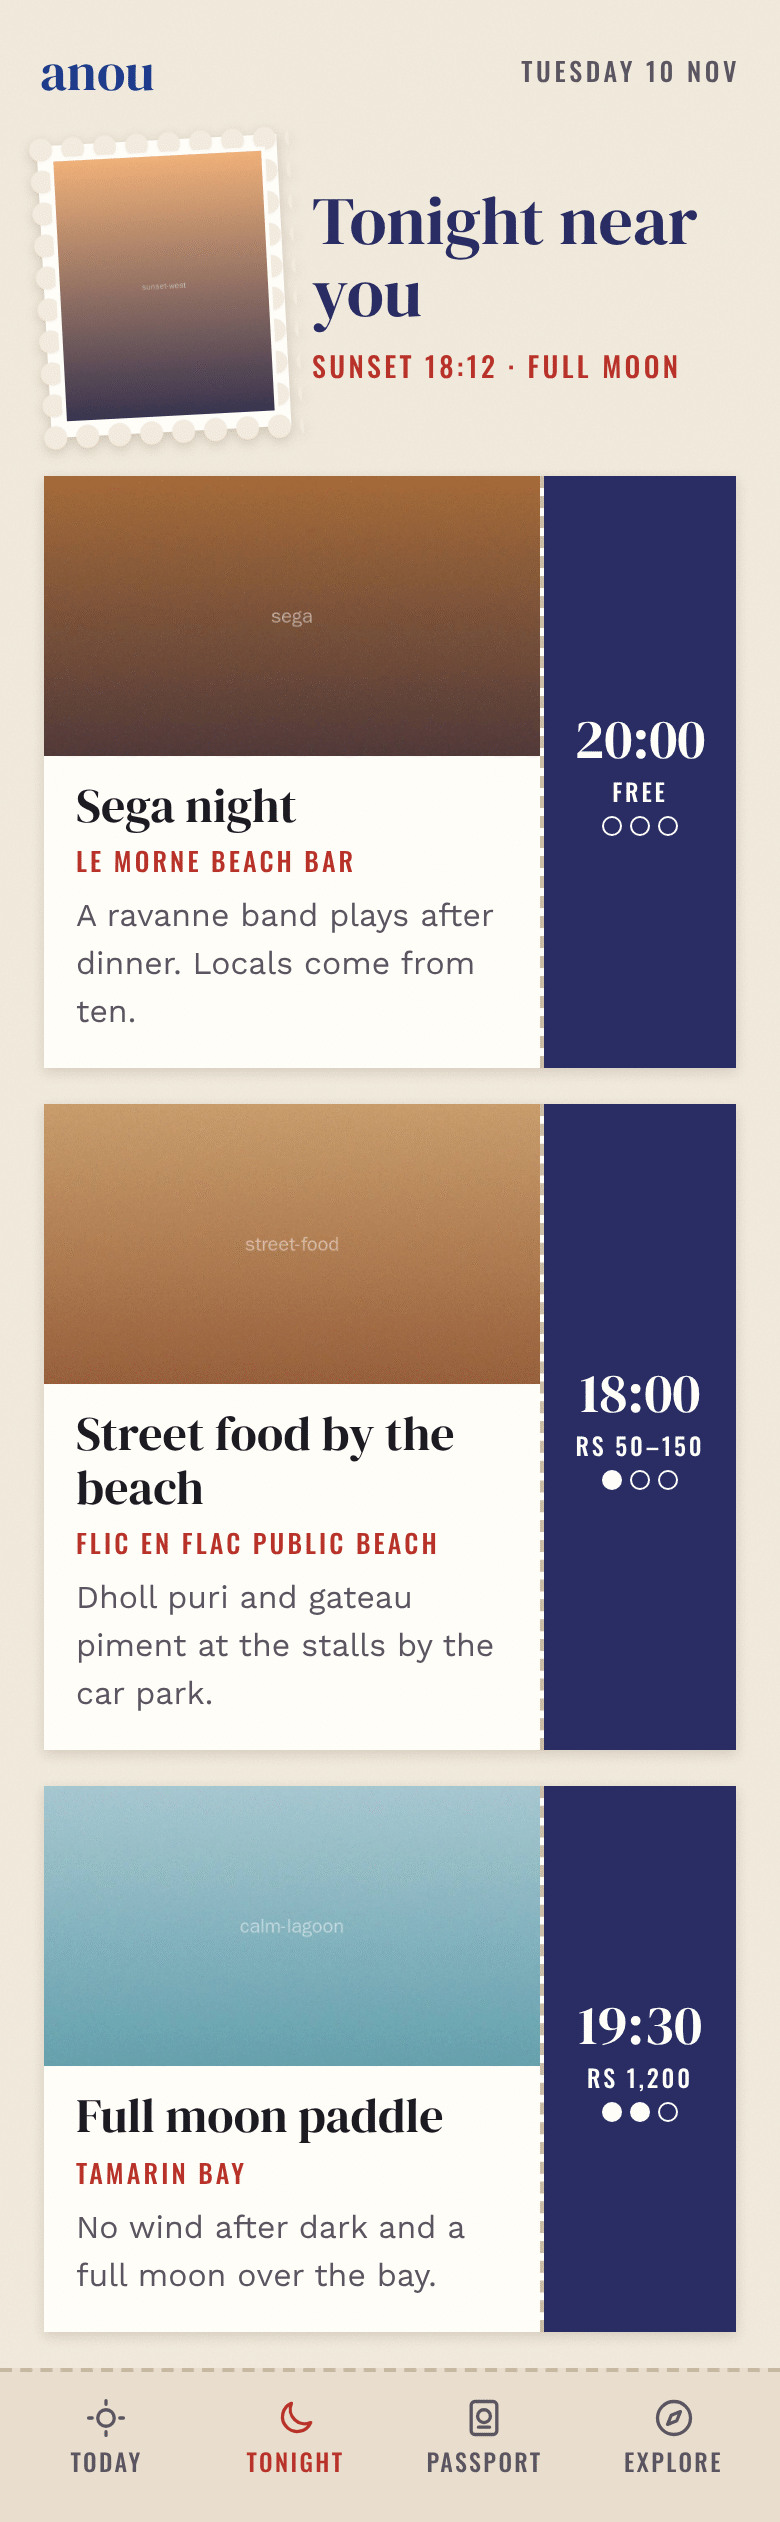 anou
TUESDAY 10 NOV
sunset-west
Tonight near
you
SUNSET 18:12 · FULL MOON
sega
Sega night
LE MORNE BEACH BAR
A ravanne band plays after
dinner. Locals come from
ten.
20:00
FREE
street-food
Street food by the
beach
FLIC EN FLAC PUBLIC BEACH
Dholl puri and gateau
piment at the stalls by the
car park.
18:00
RS 50–150
calm-lagoon
Full moon paddle
TAMARIN BAY
No wind after dark and a
full moon over the bay.
19:30
RS 1,200
TODAY
TONIGHT
PASSPORT
EXPLORE